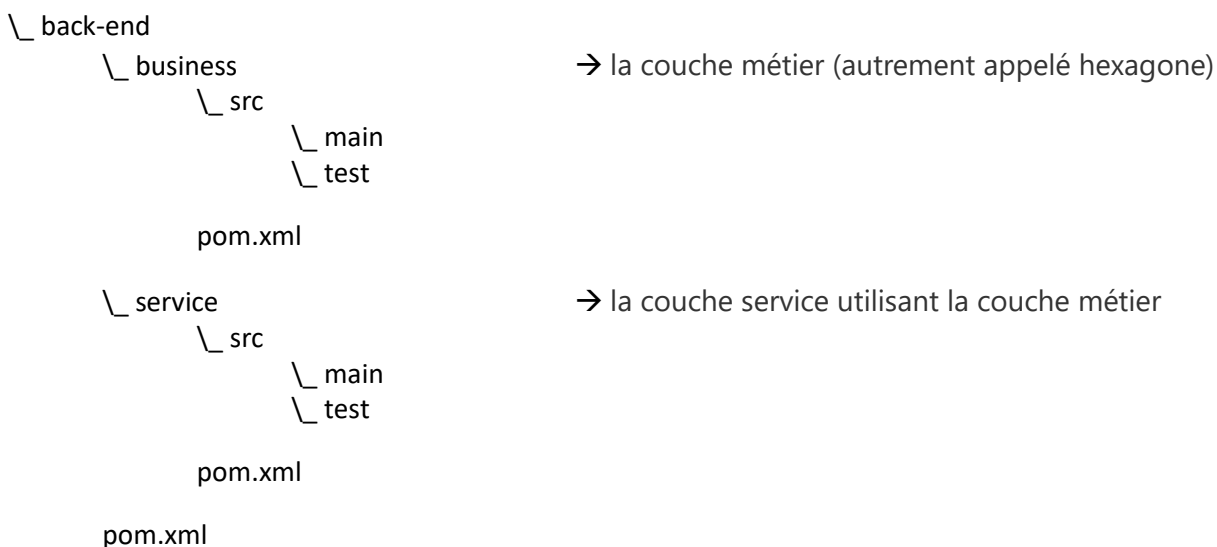 \_ back-end
\_ business → la couche métier (autrement appelé hexagone)
\_ src
\_ main
\_ test
pom.xml
\_ service → la couche service utilisant la couche métier
\_ src
\_ main
\_ test
pom.xml
pom.xml